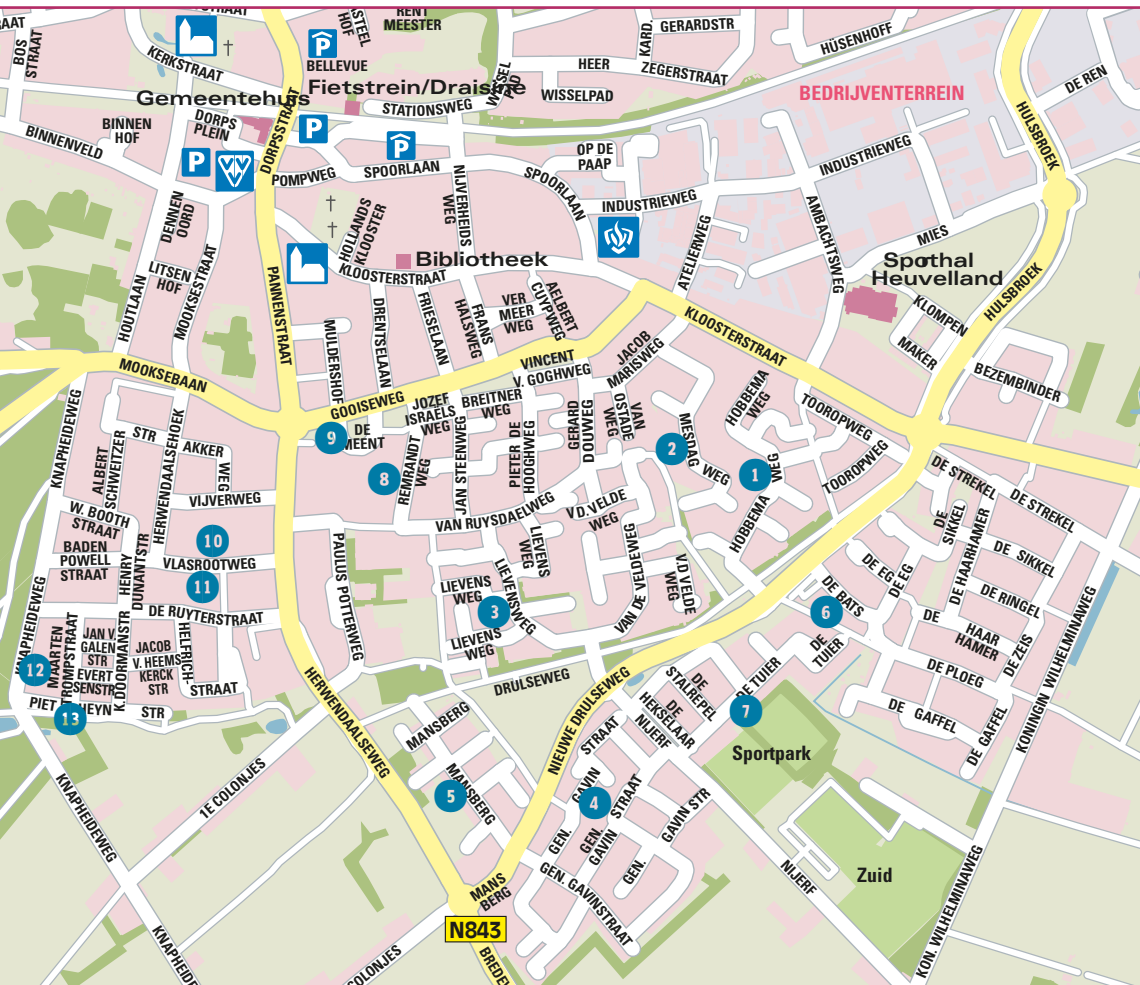 STRAAT
RENT
MEESTER
KASTEEL
HOF
BOS
STRAAT
KERKSTRAAT
P
BELLEVUE
WISSEL
PAD
KARD.
GERARDSTR
HEER
ZEGERSTRAAT
HÜSENHOFF
DE REN
Fietstrein/Draisine
Gemeentehuis
STATIONSWEG
WISSELPAD
BEDRIJVENTERREIN
HULSBROEK
BINNENVELD
BINNEN
HOF
DORPS
PLEIN
DORPSSTRAAT
P
P
P
VVV
POMPWEG
SPOORLAAN
NIJVERHEIDS
WEG
SPOORLAAN
OP DE
PAAP
INDUSTRIEWEG
INDUSTRIEWEG
AMBACHTSWEG
ATELIERWEG
MIES
DENNEN
OORD
LITSEN
HOF
HOUTLAAN
MOOKSESTRAAT
PANNENSTRAAT
HOLLANDS
KLOOSTER
Bibliotheek
KLOOSTERSTRAAT
Spothal
Heuvelland
KLOMPEN
MAKER
HULSBROEK
BEZEMBINDER
MULDERSHOF
DRENTSELAAN
FRIESELAAN
FRANS
HALSWEG
VER
MEER
WEG
AELBERT
CUYPWEG
JACOB
MARISWEG
KLOOSTERSTRAAT
MOOKSEBAAN
GOOISEWEG
VINCENT
V. GOGHWEG
JOZEF
ISRAELS
WEG
BREITNER
WEG
GERARD
DOUWEG
VAN
OSTADE
WEG
MESDAG
WEG
HOBBEMA
WEG
HOBBEMA
WEG
TOOROPWEG
TOOROPWEG
DE
MEENT
REMBRANDT
WEG
JAN STEENWEG
PIETER DE
HOOGHWEG
VAN RUYSDAELWEG
V.D. VELDE
WEG
VAN DE VELDEWEG
V.D VELDE
WEG
KNAPHEIDEWEG
ALBERT
SCHWEITZER
STR
HERWENDAALSEHOEK
AKKER
WEG
VIJVERWEG
W. BOOTH
STRAAT
BADEN
POWELL
STRAAT
HENRY
DUNANTSTR
VLASROOTWEG
DE RUYTERSTRAAT
KNAPHEIDEWEG
MAARTEN
TROMPSTRAAT
JAN V.
GALEN
STR
EVERT
SENSTR
K.DOORMANSTR
JACOB
V. HEEMS
KERCK
STR
HELFRICH-
STRAAT
PIET HEYN
STR
PAULUS POTTERWEG
LIEVENS
WEG
LIEVENSWEG
LIEVENS
WEG
LIEVENS
WEG
DRULSEWEG
HERWENDAALSEWEG
NIEUWE DRULSEWEG
DE STREKEL
DE STREKEL
DE
SIKKEL
DE SIKKEL
DE HAARHAMER
DE EG
DE EG
DE BATS
DE RINGEL
DE
HAAR
HAMER
DE ZEIS
DE
TUIER
DE TUIER
DE PLOEG
DE GAFFEL
DE GAFFEL
KONINGIN WILHELMINAWEG
KON. WILHELMINAWEG
DE
STALREPEL
DE
HEKSELAAR
NIJERF
NIJERF
Sportpark
Zuid
MANSBERG
MANSBERG
MANS
BERG
GEN.
GAVIN
STRAAT
GEN.
GAVIN
STRAAT
GEN.
GAVIN STR
GEN. GAVINSTRAAT
1E COLONJES
COLONJES
KNAPHEIDEWEG
N843
1
2
3
4
5
6
7
8
9
10
11
12
13